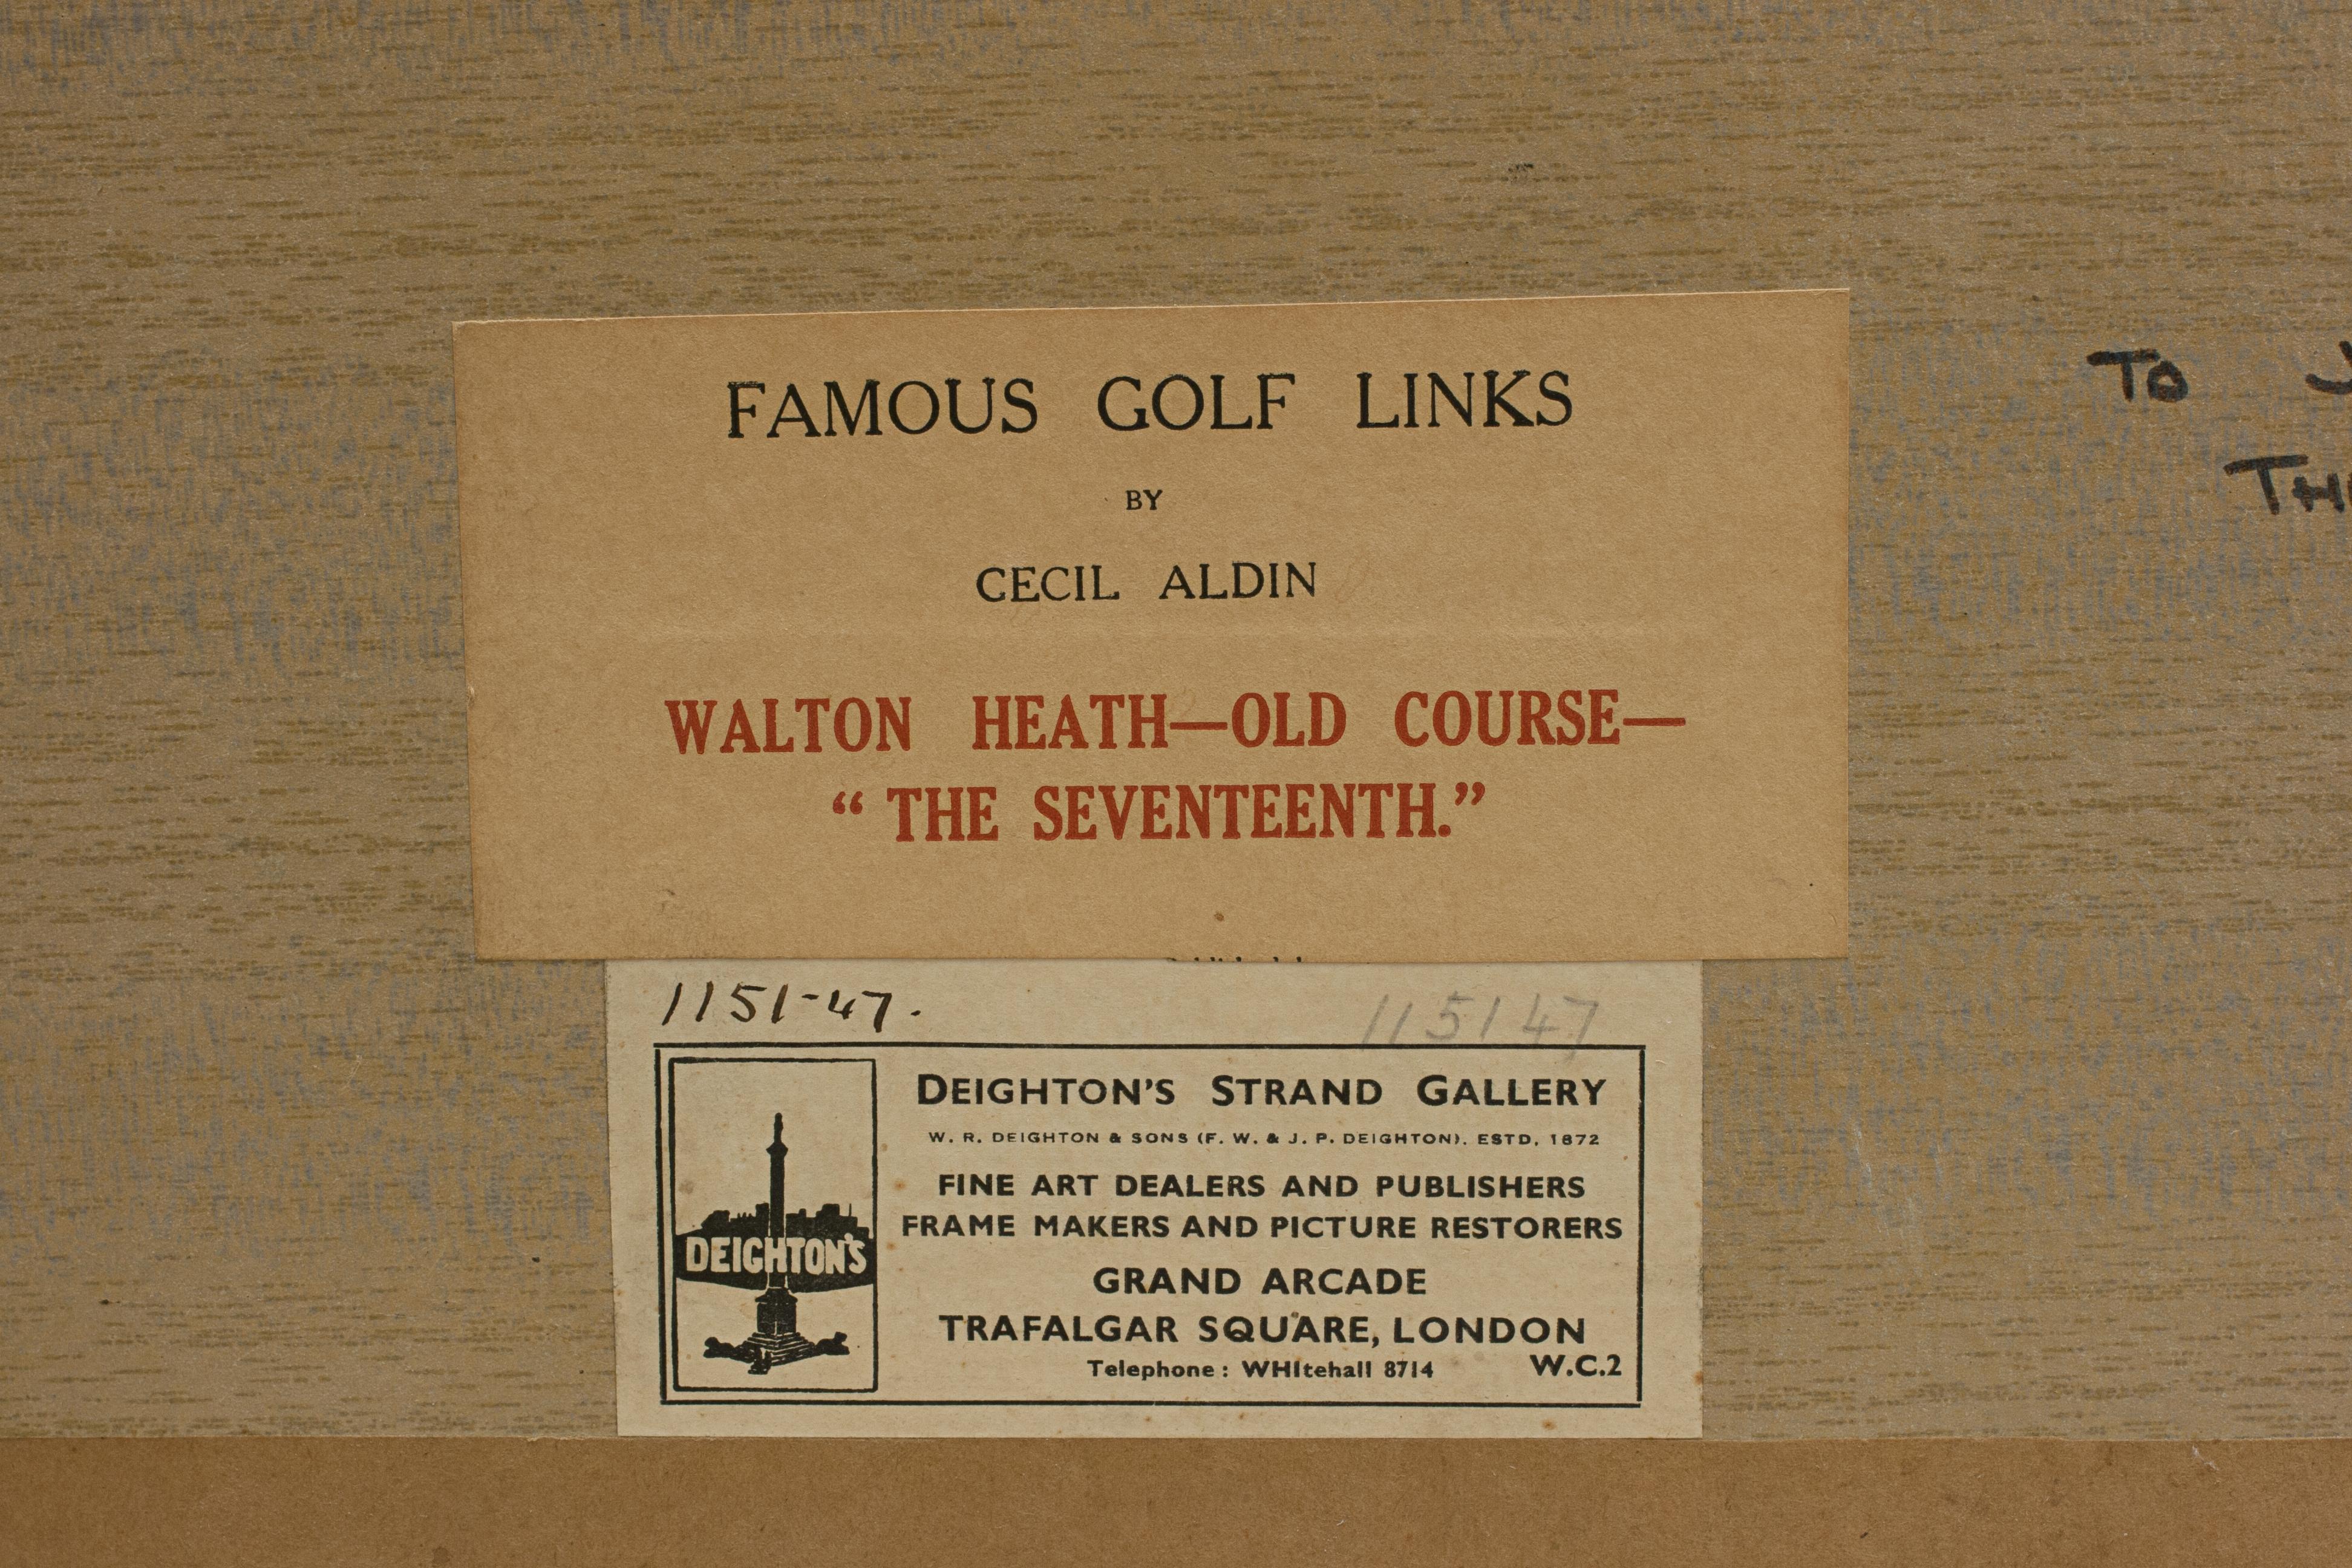 FAMOUS GOLF LINKS
BY
CECIL ALDIN
WALTON HEATH—OLD COURSE—
“ THE SEVENTEENTH.”
TO
1151-47.
115147
DEIGHTON'S STRAND GALLERY
W. R. DEIGHTON & SONS (F. W. & J. P. DEIGHTON). ESTD. 1872
FINE ART DEALERS AND PUBLISHERS
FRAME MAKERS AND PICTURE RESTORERS
GRAND ARCADE
TRAFALGAR SQUARE, LONDON
W.C.2
Telephone : WHItehall 8714
DEIGHTON'S